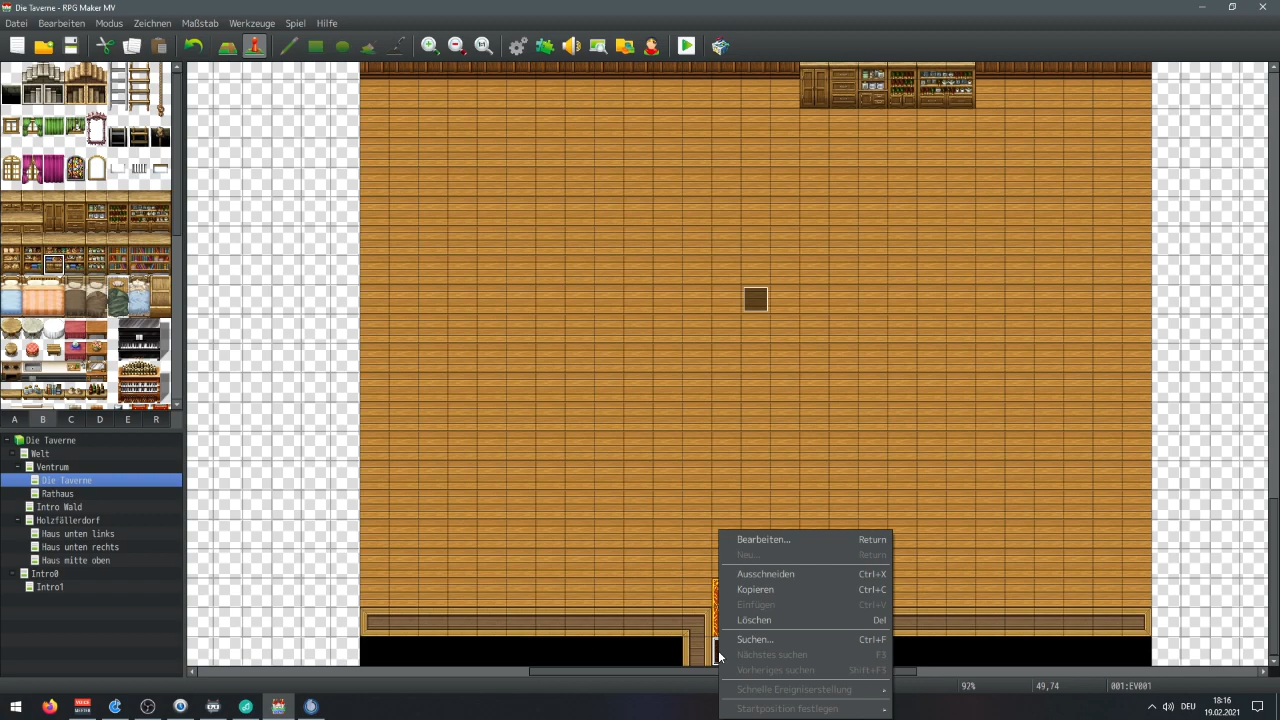 Die Taverne - RPG Maker MV
Datei Bearbeiten Modus Zeichnen Maßstab Werkzeuge Spiel Hilfe
A B C D E R
Die Taverne
Welt
Ventrum
Die Taverne
Rathaus
Intro Wald
Holzfällerdorf
Haus unten links
Haus unten rechts
Haus mitte oben
Intro0
Intro1
Bearbeiten... Return
Neu... Return
Ausschneiden Ctrl+X
Kopieren Ctrl+C
Einfügen Ctrl+V
Löschen Del
Suchen... Ctrl+F
Nächstes suchen F3
Vorheriges suchen Shift+F3
Schnelle Ereigniserstellung
Startposition festlegen
92% 49,74 001:EV001
DEU
18:16
19.02.2021